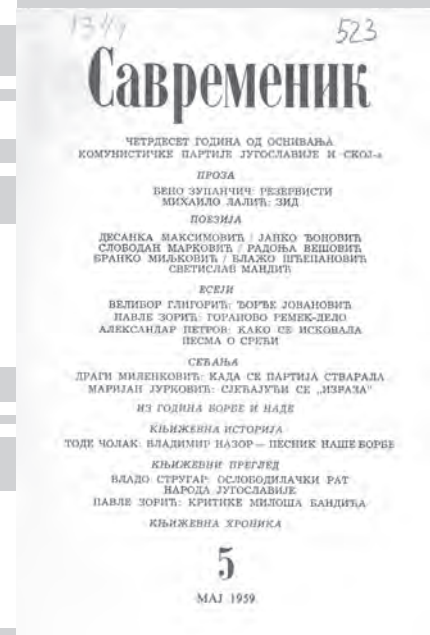 1349
523
Савременик
ЧЕТРДЕСЕТ ГОДИНА ОД ОСНИВАЊА
КОМУНИСТИЧКЕ ПАРТИЈЕ ЈУГОСЛАВИЈЕ И СКОЈ-а
ПРОЗА
БЕНО ЗУПАНЧИЧ: РЕЗЕРВИСТИ
МИХАИЛО ЛАЛИЋ: ЗИД
ПОЕЗИЈА
ДЕСАНКА МАКСИМОВИЋ / ЈАНКО ЂОНОВИЋ
СЛОБОДАН МАРКОВИЋ / РАДОЊА ВЕШОВИЋ
БРАНКО МИЉКОВИЋ / БЛАЖО ШЋЕПАНОВИЋ
СВЕТИСЛАВ МАНДИЋ
ЕСЕЈИ
ВЕЛИБОР ГЛИГОРИЋ: ЂОРЂЕ ЈОВАНОВИЋ
ПАВЛЕ ЗОРИЋ: ГОРАНОВО РЕМЕК-ДЕЛО
АЛЕКСАНДАР ПЕТРОВ: КАКО СЕ ИСКОВАЛА
ПЕСМА О СРЕЋИ
СЕЋАЊА
ДРАГИ МИЛЕНКОВИЋ: КАДА СЕ ПАРТИЈА СТВАРАЛА
МАРИЈАН ЈУРКОВИЋ: СЈЕЋАЈУЋИ СЕ „ИЗРАЗА”
ИЗ ГОДИНА БОРБЕ И НАДЕ
КЊИЖЕВНА ИСТОРИЈА
ТОДЕ ЧОЛАК: ВЛАДИМИР НАЗОР — ПЕСНИК НАШЕ БОРБЕ
КЊИЖЕВНИ ПРЕГЛЕД
ВЛАДО СТРУГАР: ОСЛОБОДИЛАЧКИ РАТ
НАРОДА ЈУГОСЛАВИЈЕ
ПАВЛЕ ЗОРИЋ: КРИТИКЕ МИЛОША БАНДИЋА
КЊИЖЕВНА ХРОНИКА
5
МАЈ 1959